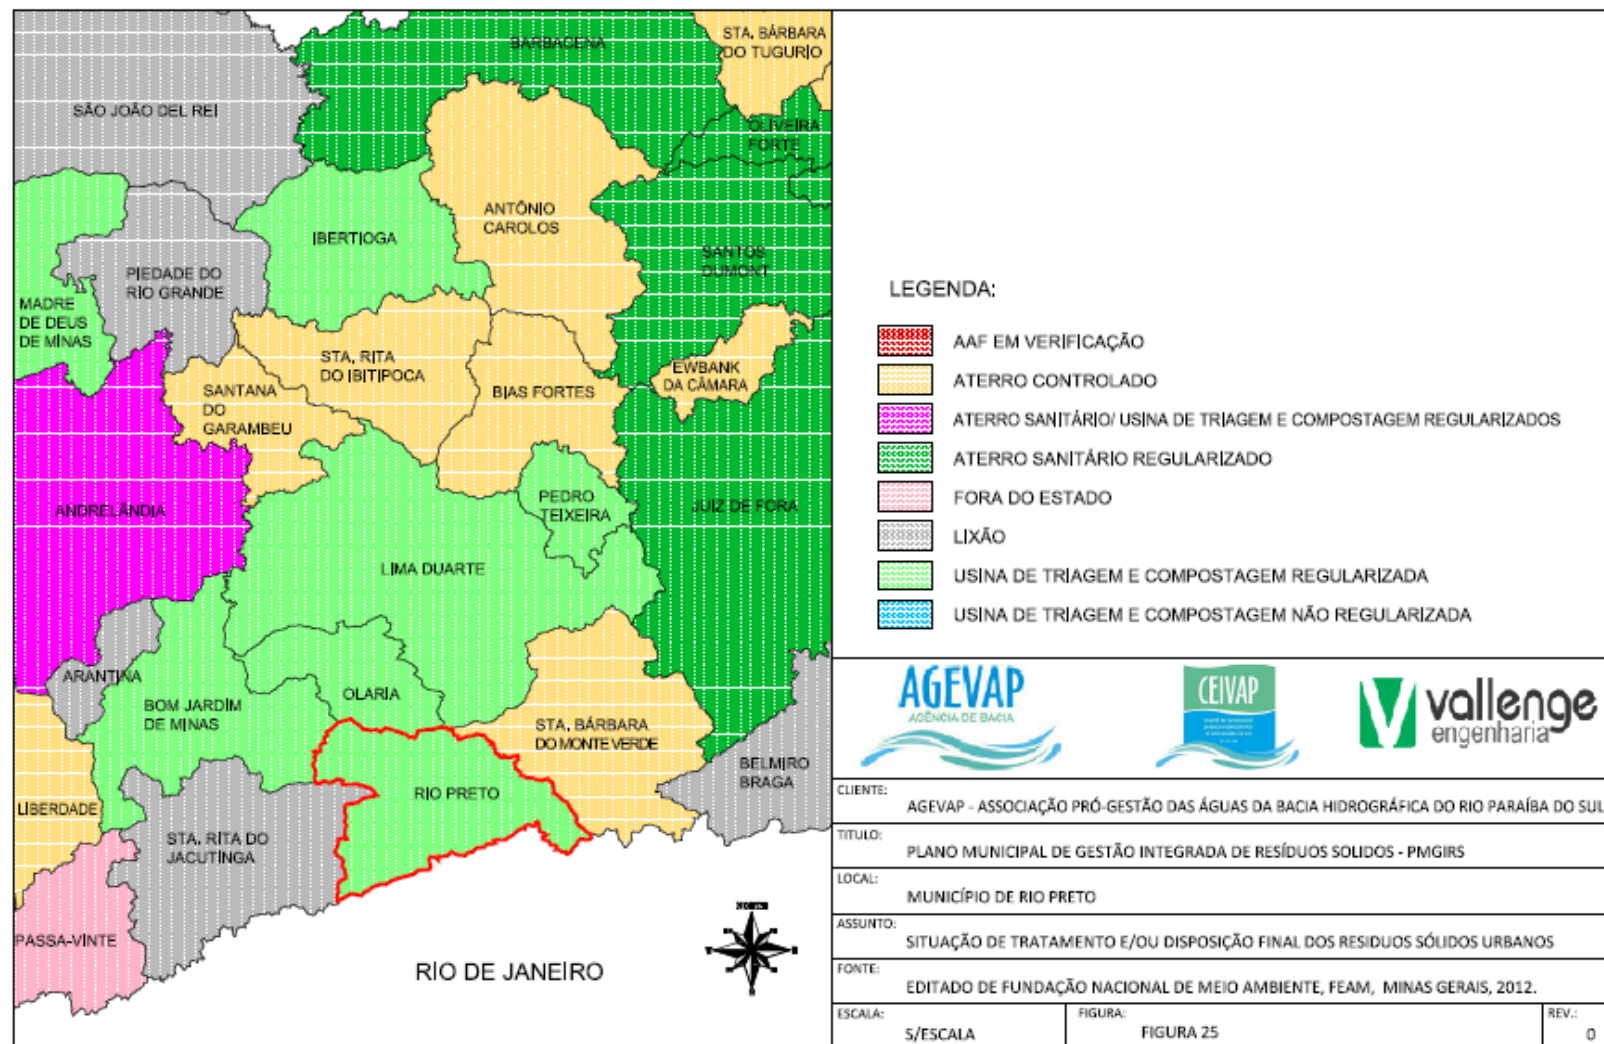 BARBACENA
STA. BÁRBARA
DO TUGURIO
SÃO JOÃO DEL REI
OLIVEIRA
FORTE
ANTÔNIO
CAROLOS
IBERTIOGA
SANTOS
DUMONT
PIEDADE DO
RIO GRANDE
MADRE
DE DEUS
DE MINAS
STA. RITA
DO IBITIPOCA
EWBANK
DA CÂMARA
SANTANA
DO
GARAMBEU
BIAS FORTES
ANDRELÂNDIA
PEDRO
TEIXEIRA
JUIZ DE FORA
LIMA DUARTE
ARANTINA
OLARIA
BOM JARDIM
DE MINAS
STA. BÁRBARA
DO MONTE VERDE
BELMIRO
BRAGA
RIO PRETO
LIBERDADE
STA. RITA DO
JACUTINGA
PASSA-VINTE
RIO DE JANEIRO
NORTE
LEGENDA:
AAF EM VERIFICAÇÃO
ATERRO CONTROLADO
ATERRO SANITÁRIO/ USINA DE TRIAGEM E COMPOSTAGEM REGULARIZADOS
ATERRO SANITÁRIO REGULARIZADO
FORA DO ESTADO
LIXÃO
USINA DE TRIAGEM E COMPOSTAGEM REGULARIZADA
USINA DE TRIAGEM E COMPOSTAGEM NÃO REGULARIZADA
AGEVAP
AGÊNCIA DE BACIA
CEIVAP
vallenge
engenharia
CLIENTE:
AGEVAP - ASSOCIAÇÃO PRÓ-GESTÃO DAS ÁGUAS DA BACIA HIDROGRÁFICA DO RIO PARAÍBA DO SUL
TITULO:
PLANO MUNICIPAL DE GESTÃO INTEGRADA DE RESÍDUOS SOLIDOS - PMGIRS
LOCAL:
MUNICÍPIO DE RIO PRETO
ASSUNTO:
SITUAÇÃO DE TRATAMENTO E/OU DISPOSIÇÃO FINAL DOS RESIDUOS SÓLIDOS URBANOS
FONTE:
EDITADO DE FUNDAÇÃO NACIONAL DE MEIO AMBIENTE, FEAM, MINAS GERAIS, 2012.
ESCALA:
S/ESCALA
FIGURA:
FIGURA 25
REV.:
0